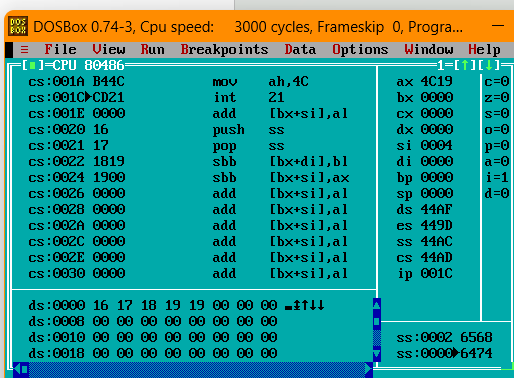 DOSBox 0.74-3, Cpu speed: 3000 cycles, Frameskip 0, Progra...
≡ File View Run Breakpoints Data Options Window Help
[■]─CPU 80486 1─[↑][↓]
cs:001A B44C mov ah,4C ax 4C19 c=0
cs:001C►CD21 int 21 bx 0000 z=0
cs:001E 0000 add [bx+si],al cx 0000 s=0
cs:0020 16 push ss dx 0000 o=0
cs:0021 17 pop ss si 0004 p=0
cs:0022 1819 sbb [bx+di],bl di 0000 a=0
cs:0024 1900 sbb [bx+si],ax bp 0000 i=1
cs:0026 0000 add [bx+si],al sp 0000 d=0
cs:0028 0000 add [bx+si],al ds 44AF
cs:002A 0000 add [bx+si],al es 449D
cs:002C 0000 add [bx+si],al ss 44AC
cs:002E 0000 add [bx+si],al cs 44AD
cs:0030 0000 add [bx+si],al ip 001C
ds:0000 16 17 18 19 19 00 00 00 ▬↨↑↓↓
ds:0008 00 00 00 00 00 00 00 00
ds:0010 00 00 00 00 00 00 00 00 ss:0002 6568
ds:0018 00 00 00 00 00 00 00 00 ss:0000►6474